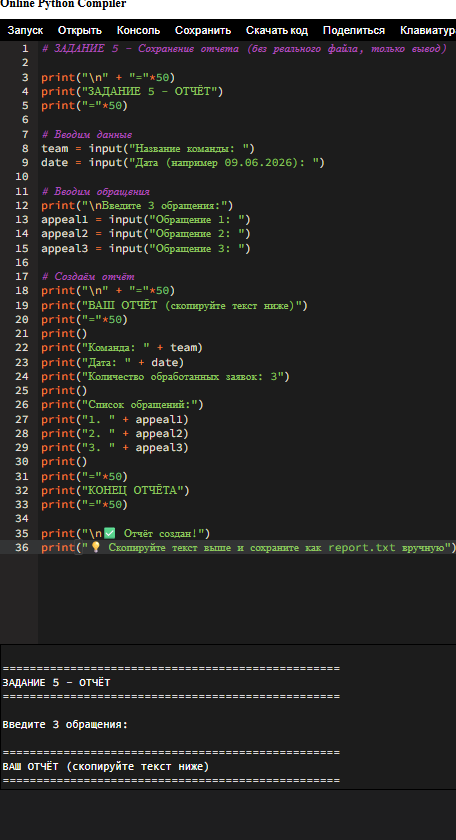 Online Python Compiler
Запуск Открыть Консоль Сохранить Скачать код Поделиться Клавиатур
1 # ЗАДАНИЕ 5 - Сохранение отчета (без реального файла, только вывод)
2
3 print("\n" + "="*50)
4 print("ЗАДАНИЕ 5 - ОТЧЁТ")
5 print("="*50)
6
7 # Вводим данные
8 team = input("Название команды: ")
9 date = input("Дата (например 09.06.2026): ")
10
11 # Вводим обращения
12 print("\nВведите 3 обращения:")
13 appeal1 = input("Обращение 1: ")
14 appeal2 = input("Обращение 2: ")
15 appeal3 = input("Обращение 3: ")
16
17 # Создаём отчёт
18 print("\n" + "="*50)
19 print("ВАШ ОТЧЁТ (скопируйте текст ниже)")
20 print("="*50)
21 print()
22 print("Команда: " + team)
23 print("Дата: " + date)
24 print("Количество обработанных заявок: 3")
25 print()
26 print("Список обращений:")
27 print("1. " + appeal1)
28 print("2. " + appeal2)
29 print("3. " + appeal3)
30 print()
31 print("="*50)
32 print("КОНЕЦ ОТЧЁТА")
33 print("="*50)
34
35 print("\n✅ Отчёт создан!")
36 print("💡 Скопируйте текст выше и сохраните как report.txt вручную")
==================================================
ЗАДАНИЕ 5 - ОТЧЁТ
==================================================
Введите 3 обращения:
==================================================
ВАШ ОТЧЁТ (скопируйте текст ниже)
==================================================